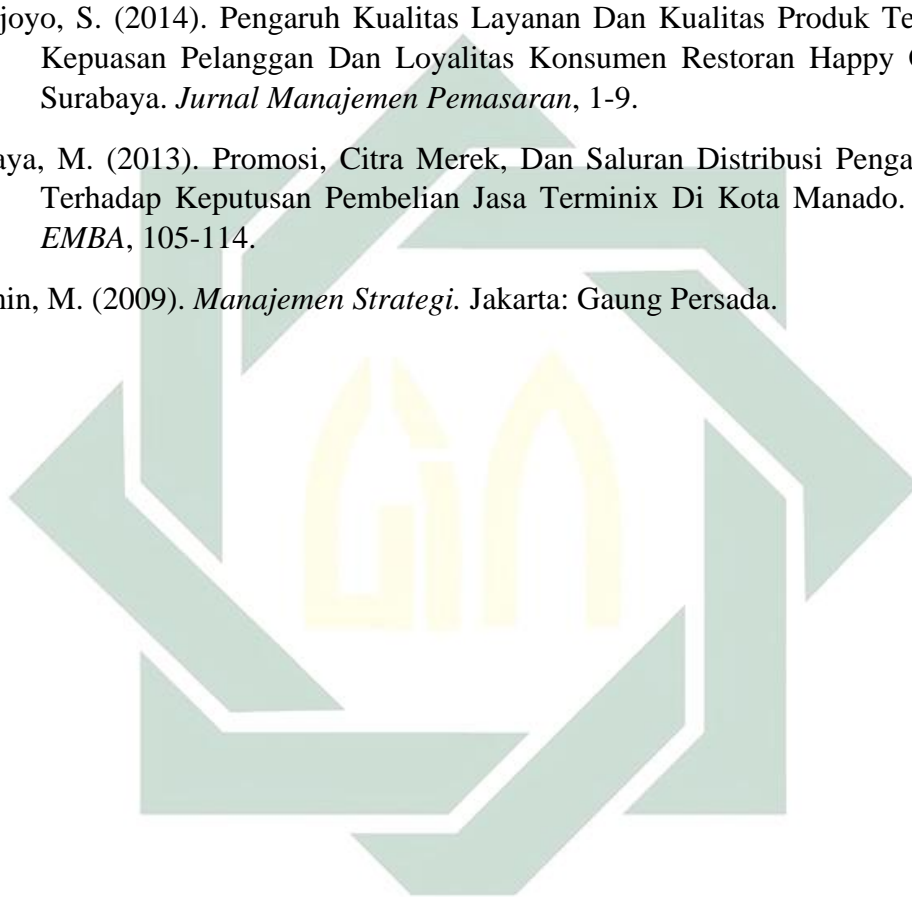 joyo, S. (2014). Pengaruh Kualitas Layanan Dan Kualitas Produk Te
Kepuasan Pelanggan Dan Loyalitas Konsumen Restoran Happy
Surabaya. Jurnal Manajemen Pemasaran, 1-9.
aya, M. (2013). Promosi, Citra Merek, Dan Saluran Distribusi Penga
Terhadap Keputusan Pembelian Jasa Terminix Di Kota Manado.
EMBA, 105-114.
nin, M. (2009). Manajemen Strategi. Jakarta: Gaung Persada.